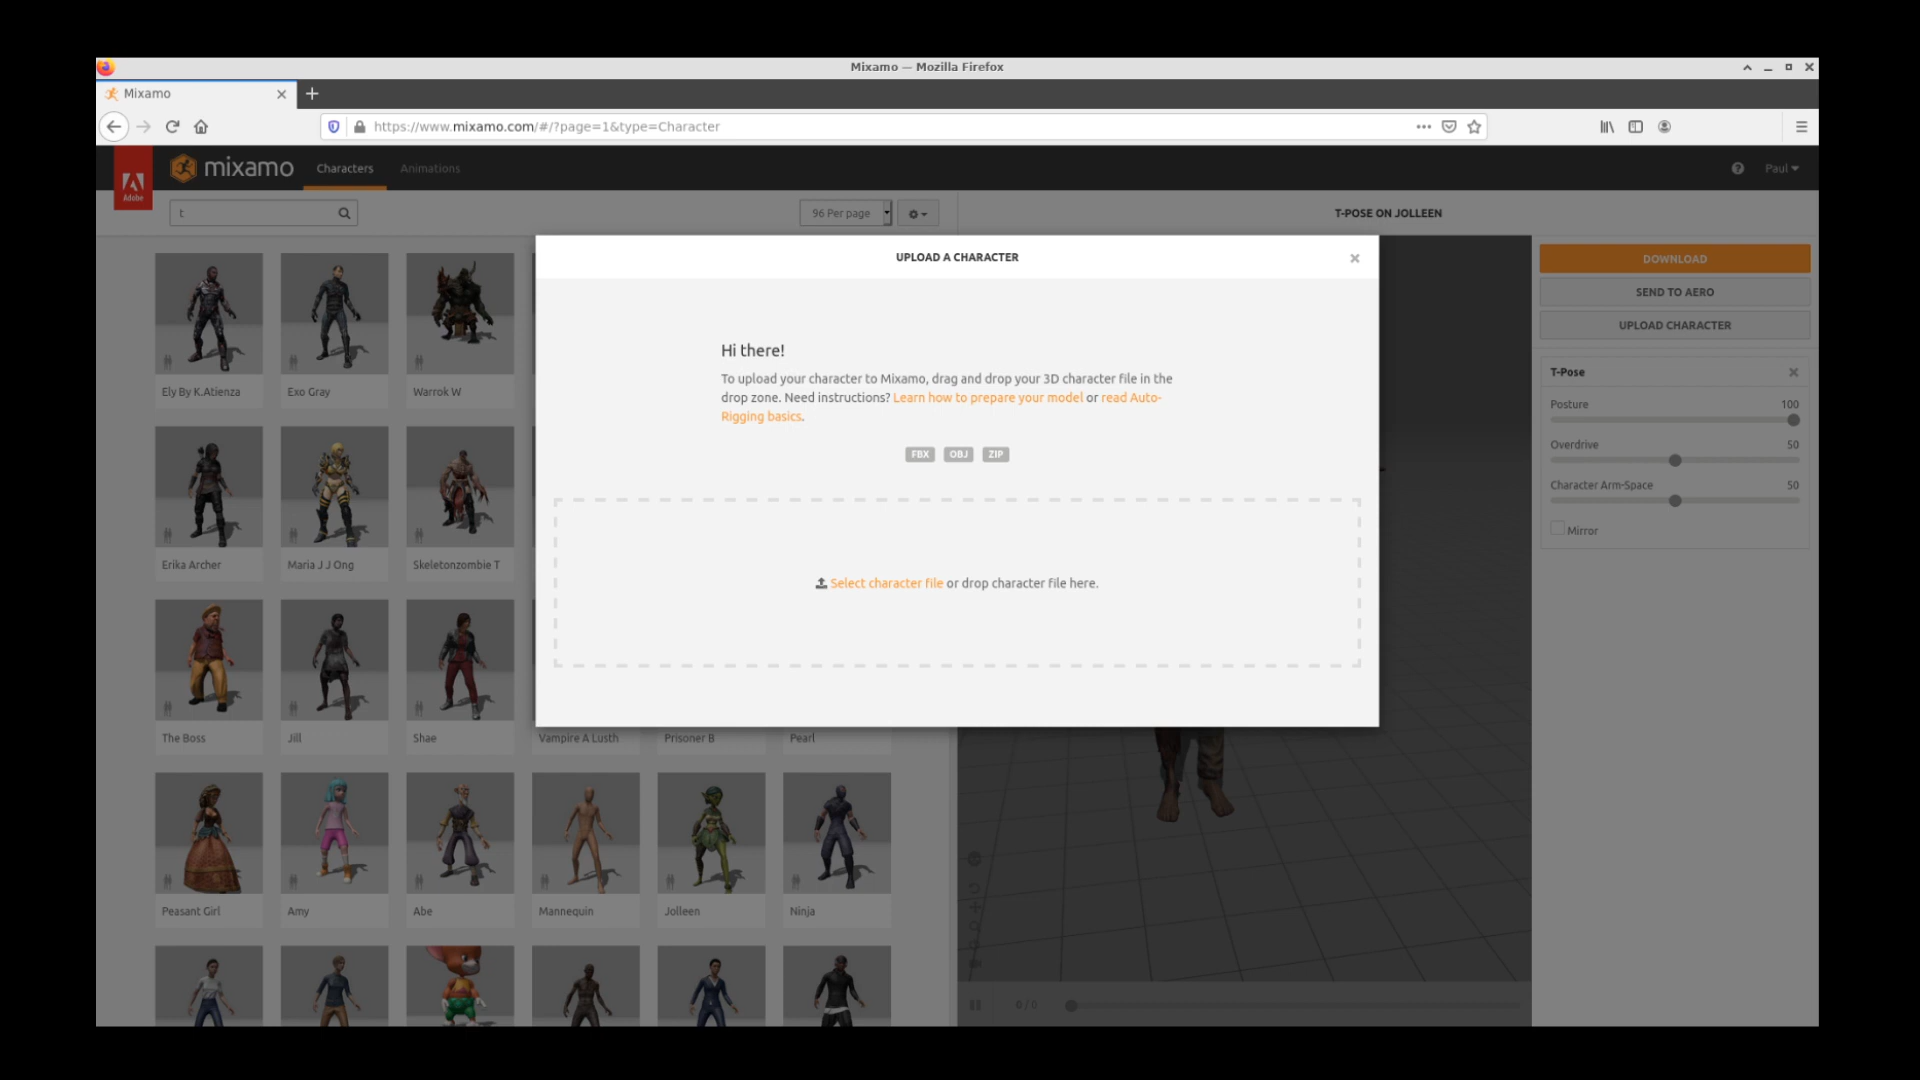 Mixamo — Mozilla Firefox
Mixamo
https://www.mixamo.com/#/?page=1&type=Character
Adobe
mixamo
Characters
Animations
Paul
t
96 Per page
T-POSE ON JOLLEEN
UPLOAD A CHARACTER
Hi there!
To upload your character to Mixamo, drag and drop your 3D character file in the
drop zone. Need instructions? Learn how to prepare your model or read Auto-
Rigging basics.
FBX OBJ ZIP
Select character file or drop character file here.
DOWNLOAD
SEND TO AERO
UPLOAD CHARACTER
T-Pose
Posture 100
Overdrive 50
Character Arm-Space 50
Mirror
Ely By K.Atienza
Exo Gray
Warrok W
Erika Archer
Maria J J Ong
Skeletonzombie T
The Boss
Jill
Shae
Vampire A Lusth
Prisoner B
Pearl
Peasant Girl
Amy
Abe
Mannequin
Jolleen
Ninja
0 / 0